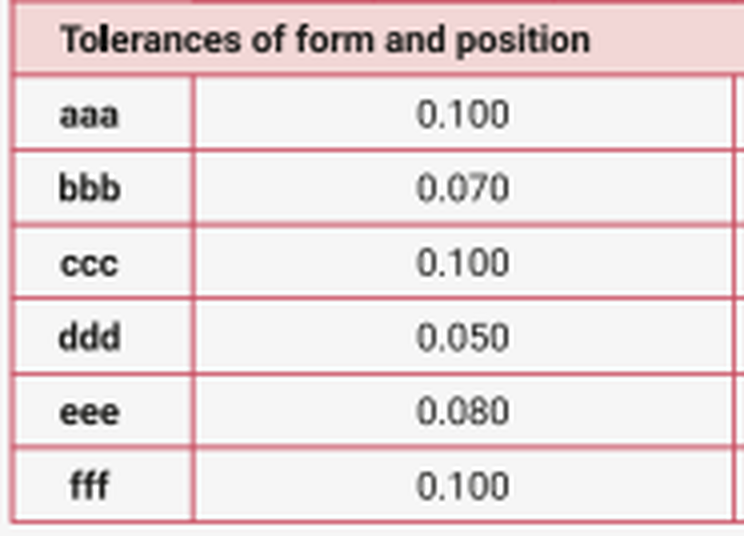 Tolerances of form and position
aaa 0.100
bbb 0.070
ccc 0.100
ddd 0.050
eee 0.080
fff 0.100